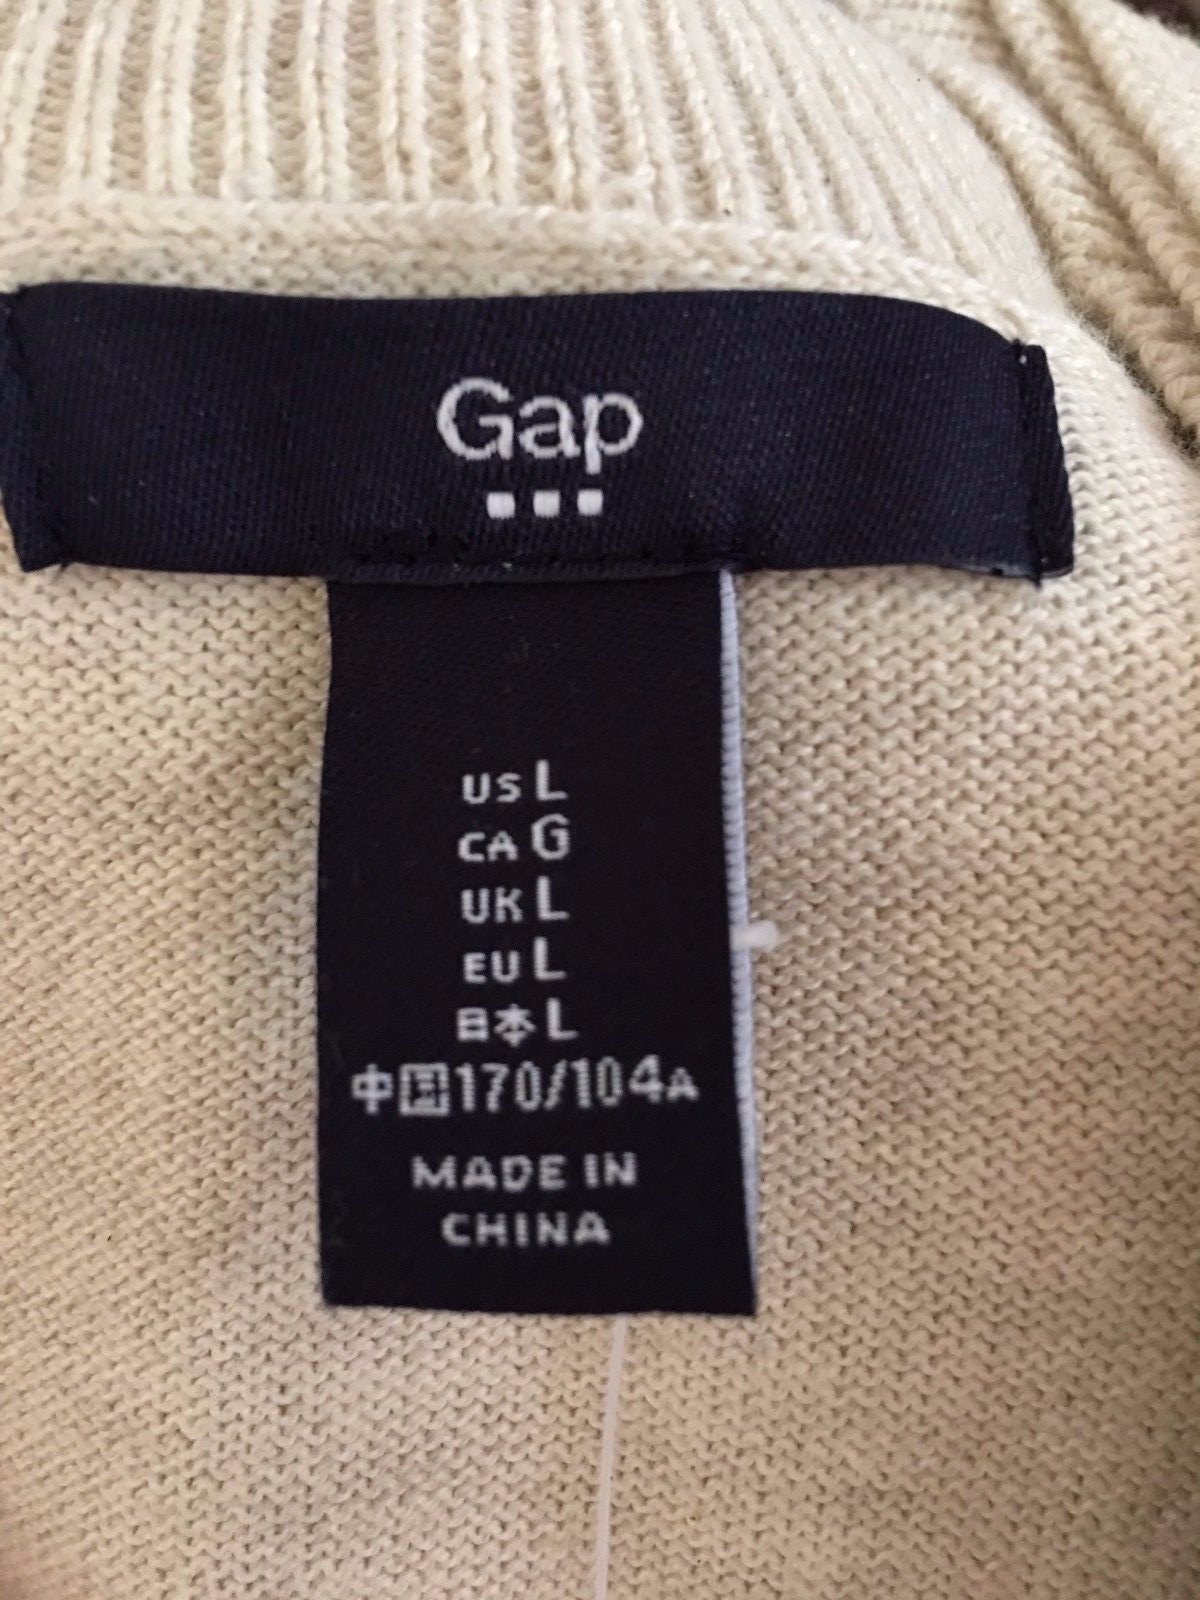 Gap
US L
CA G
UK L
EU L
日本 L
中国 170/104A
MADE IN
CHINA